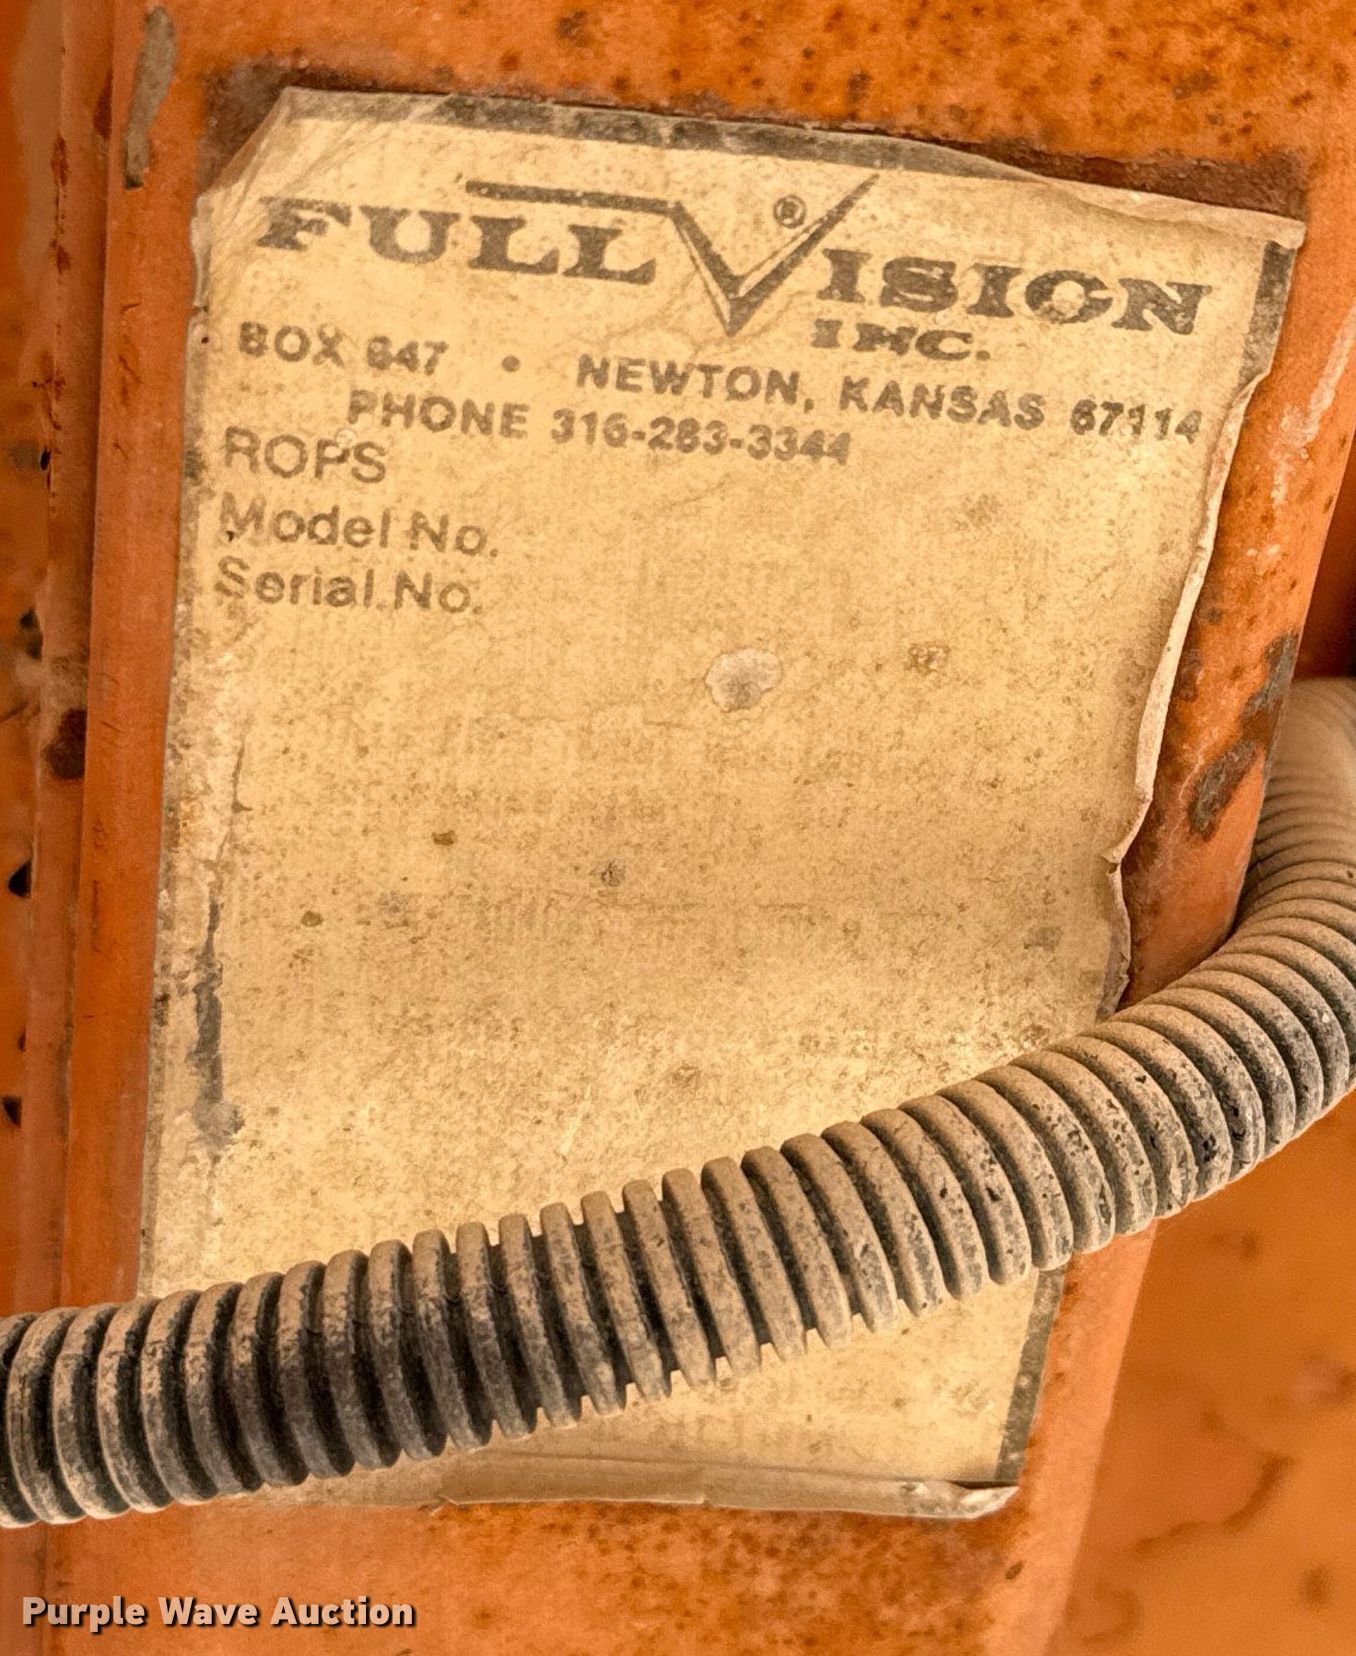 FULL VISION ®
INC.
BOX 647 • NEWTON, KANSAS 67114
PHONE 316-283-3344
ROPS
Model No.
Serial No.
Purple Wave Auction